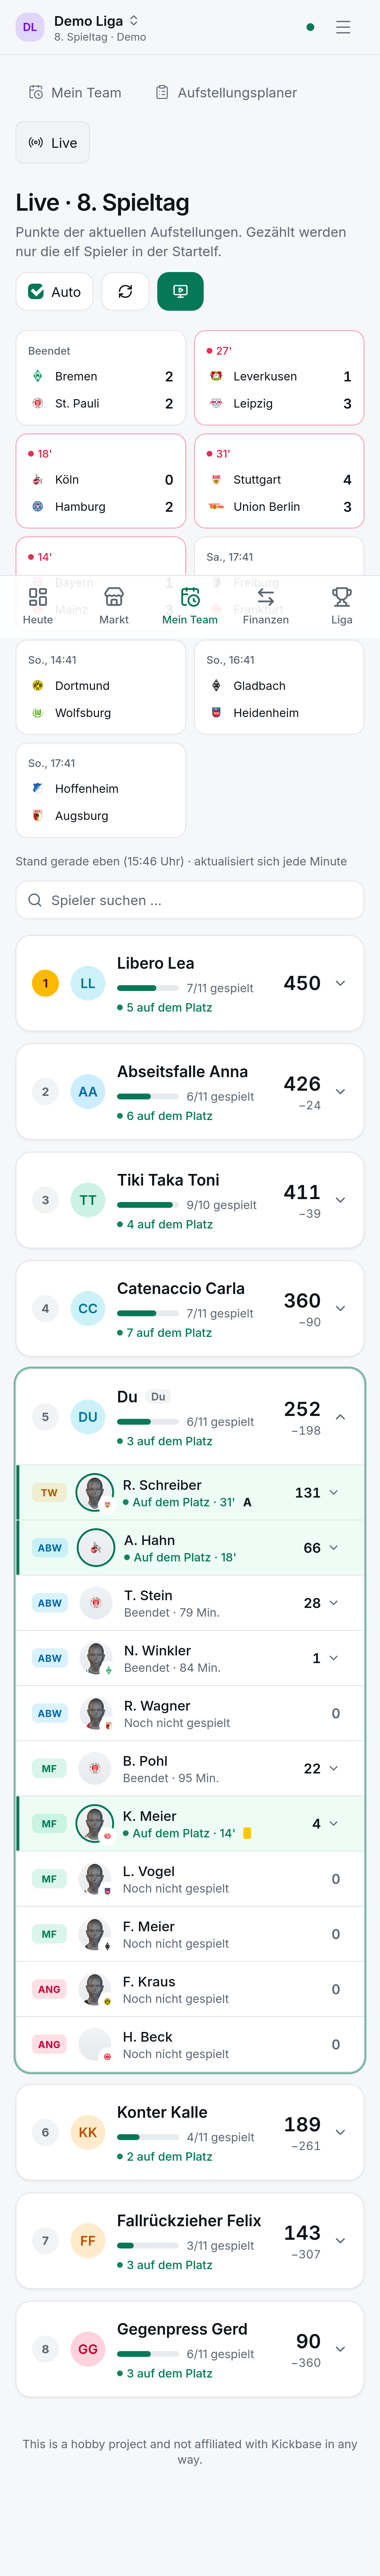 DL
Demo Liga
8. Spieltag · Demo
Mein Team
Aufstellungsplaner
Live
Live · 8. Spieltag
Punkte der aktuellen Aufstellungen. Gezählt werden
nur die elf Spieler in der Startelf.
Auto
Beendet
Bremen 2
St. Pauli 2
27'
Leverkusen 1
Leipzig 3
18'
Köln 0
Hamburg 2
31'
Stuttgart 4
Union Berlin 3
14'
Bayern 1
Mainz 3
Sa., 17:41
Freiburg
Frankfurt
Heute
Markt
Mein Team
Finanzen
Liga
So., 14:41
Dortmund
Wolfsburg
So., 16:41
Gladbach
Heidenheim
So., 17:41
Hoffenheim
Augsburg
Stand gerade eben (15:46 Uhr) · aktualisiert sich jede Minute
Spieler suchen ...
1 LL Libero Lea
7/11 gespielt
5 auf dem Platz
450
2 AA Abseitsfalle Anna
6/11 gespielt
6 auf dem Platz
426
−24
3 TT Tiki Taka Toni
9/10 gespielt
4 auf dem Platz
411
−39
4 CC Catenaccio Carla
7/11 gespielt
7 auf dem Platz
360
−90
5 DU Du Du
6/11 gespielt
3 auf dem Platz
252
−198
TW R. Schreiber
Auf dem Platz · 31' A
131
ABW A. Hahn
Auf dem Platz · 18'
66
ABW T. Stein
Beendet · 79 Min.
28
ABW N. Winkler
Beendet · 84 Min.
1
ABW R. Wagner
Noch nicht gespielt
0
MF B. Pohl
Beendet · 95 Min.
22
MF K. Meier
Auf dem Platz · 14'
4
MF L. Vogel
Noch nicht gespielt
0
MF F. Meier
Noch nicht gespielt
0
ANG F. Kraus
Noch nicht gespielt
0
ANG H. Beck
Noch nicht gespielt
0
6 KK Konter Kalle
4/11 gespielt
2 auf dem Platz
189
−261
7 FF Fallrückzieher Felix
3/11 gespielt
3 auf dem Platz
143
−307
8 GG Gegenpress Gerd
6/11 gespielt
3 auf dem Platz
90
−360
This is a hobby project and not affiliated with Kickbase in any
way.